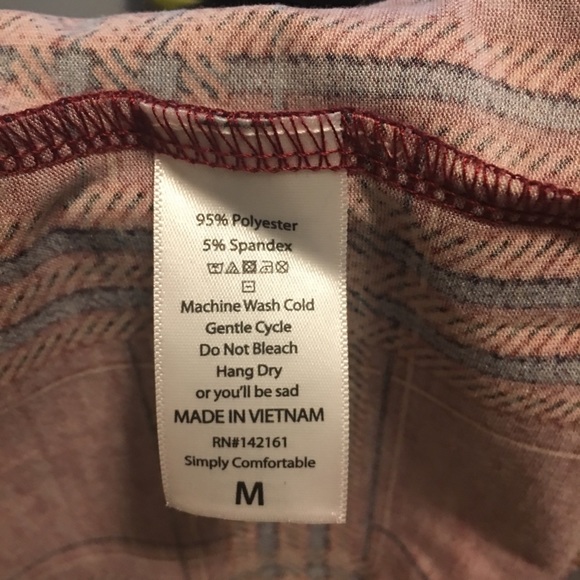 95% Polyester
5% Spandex
Machine Wash Cold
Gentle Cycle
Do Not Bleach
Hang Dry
or you'll be sad
MADE IN VIETNAM
RN#142161
Simply Comfortable
M